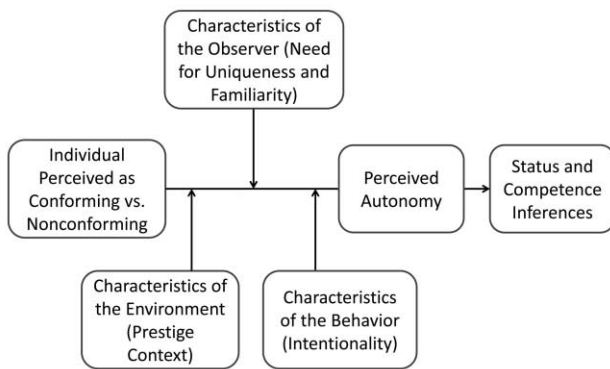 Characteristics of
the Observer (Need
for Uniqueness and
Familiarity)
Individual
Perceived as
Conforming vs.
Nonconforming
Perceived
Autonomy
Status and
Competence
Inferences
Characteristics of
the Environment
(Prestige
Context)
Characteristics
of the Behavior
(Intentionality)